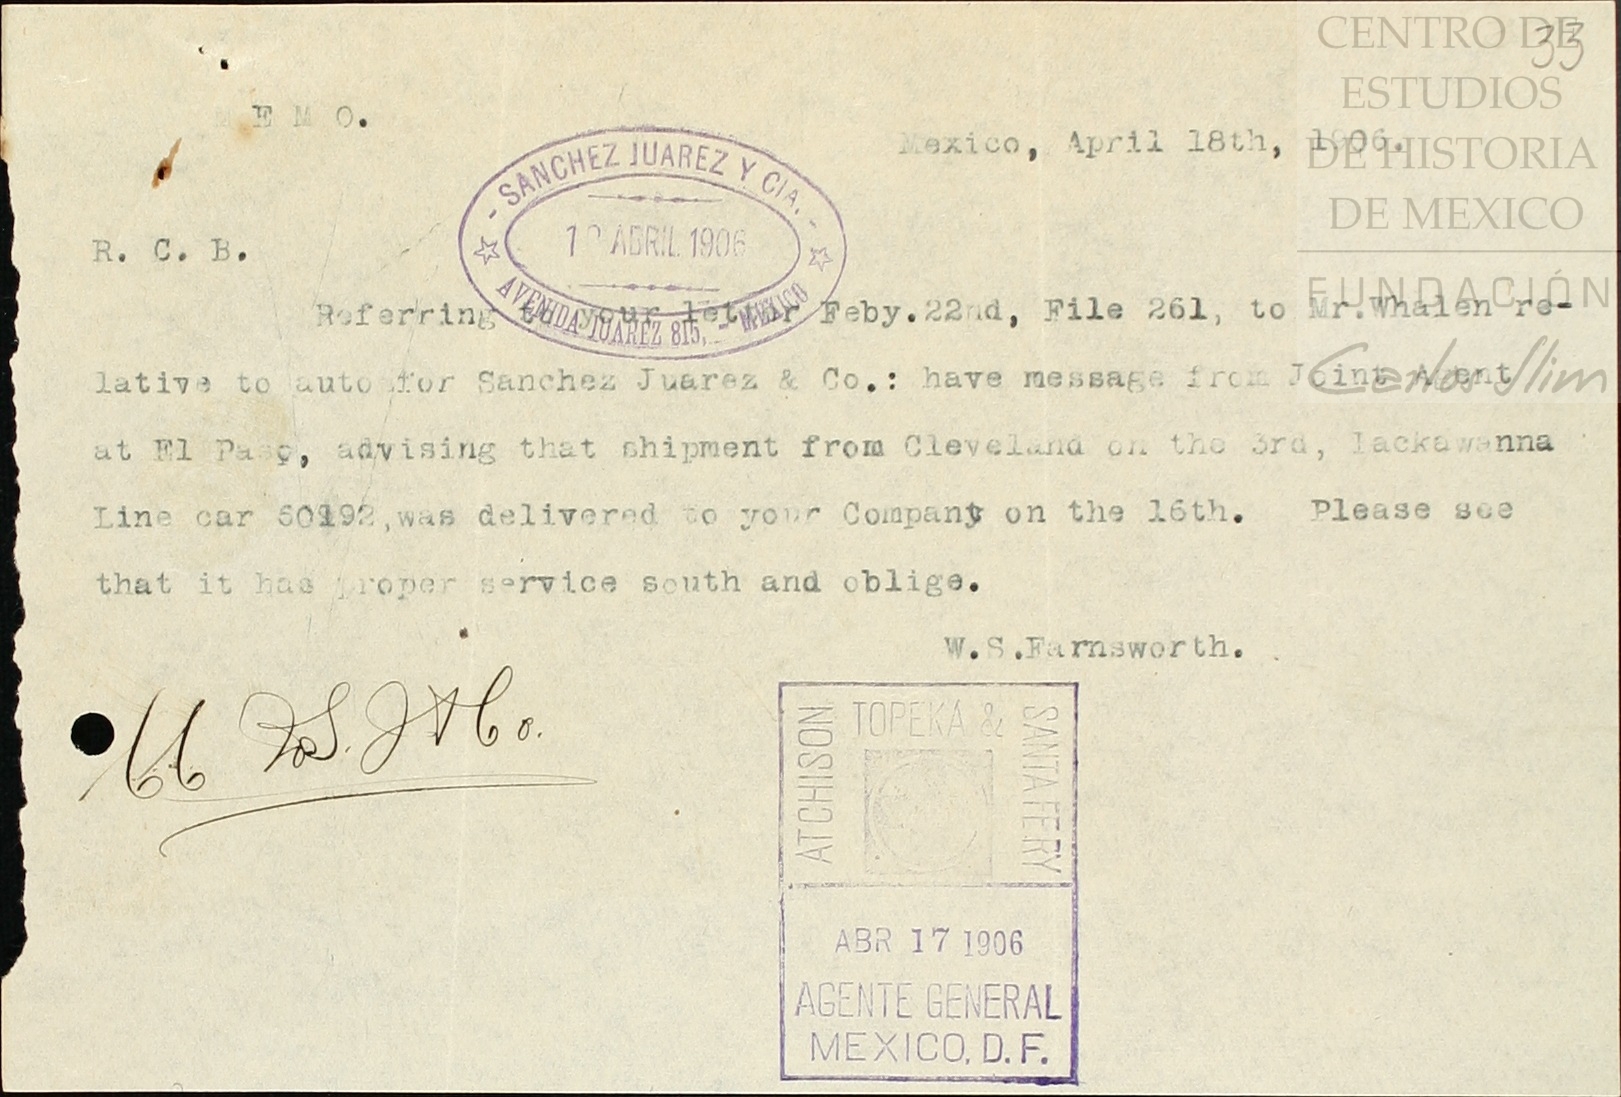 33
CENTRO DE
ESTUDIOS
DE HISTORIA
DE MEXICO
FUNDACIÓN
Carlos Slim
M E M O.
Mexico, April 18th, 1906.
- SANCHEZ JUAREZ Y CIA. -
ABRIL 1906
AVENIDA JUAREZ 815, - MEXICO
R. C. B.
Referring to your letter Feby.22nd, File 261, to Mr.Whalen re-
lative to auto for Sanchez Juarez & Co.: have message from Joint Agent
at El Paso, advising that shipment from Cleveland on the 3rd, Lackawanna
Line car was delivered to your Company on the 16th. Please see
that it has proper service south and oblige.
W.S.Farnsworth.
ATCHISON
TOPEKA &
SANTA FE RY
ABR 17 1906
AGENTE GENERAL
MEXICO, D.F.